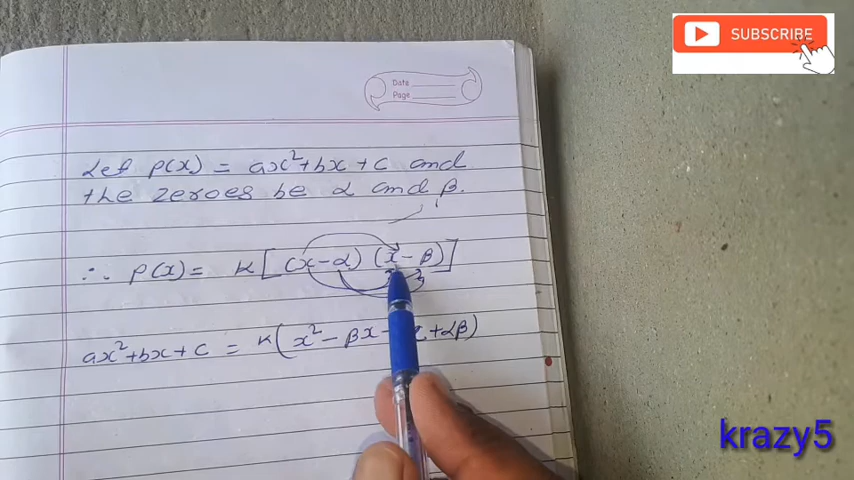 SUBSCRIBE
Date
Page
Let p(x) = ax²+bx+c and
the zeroes be α and β.
∴ p(x) = K[(x-α)(x-β)]
ax²+bx+c = K(x²-βx- +αβ)
krazy5